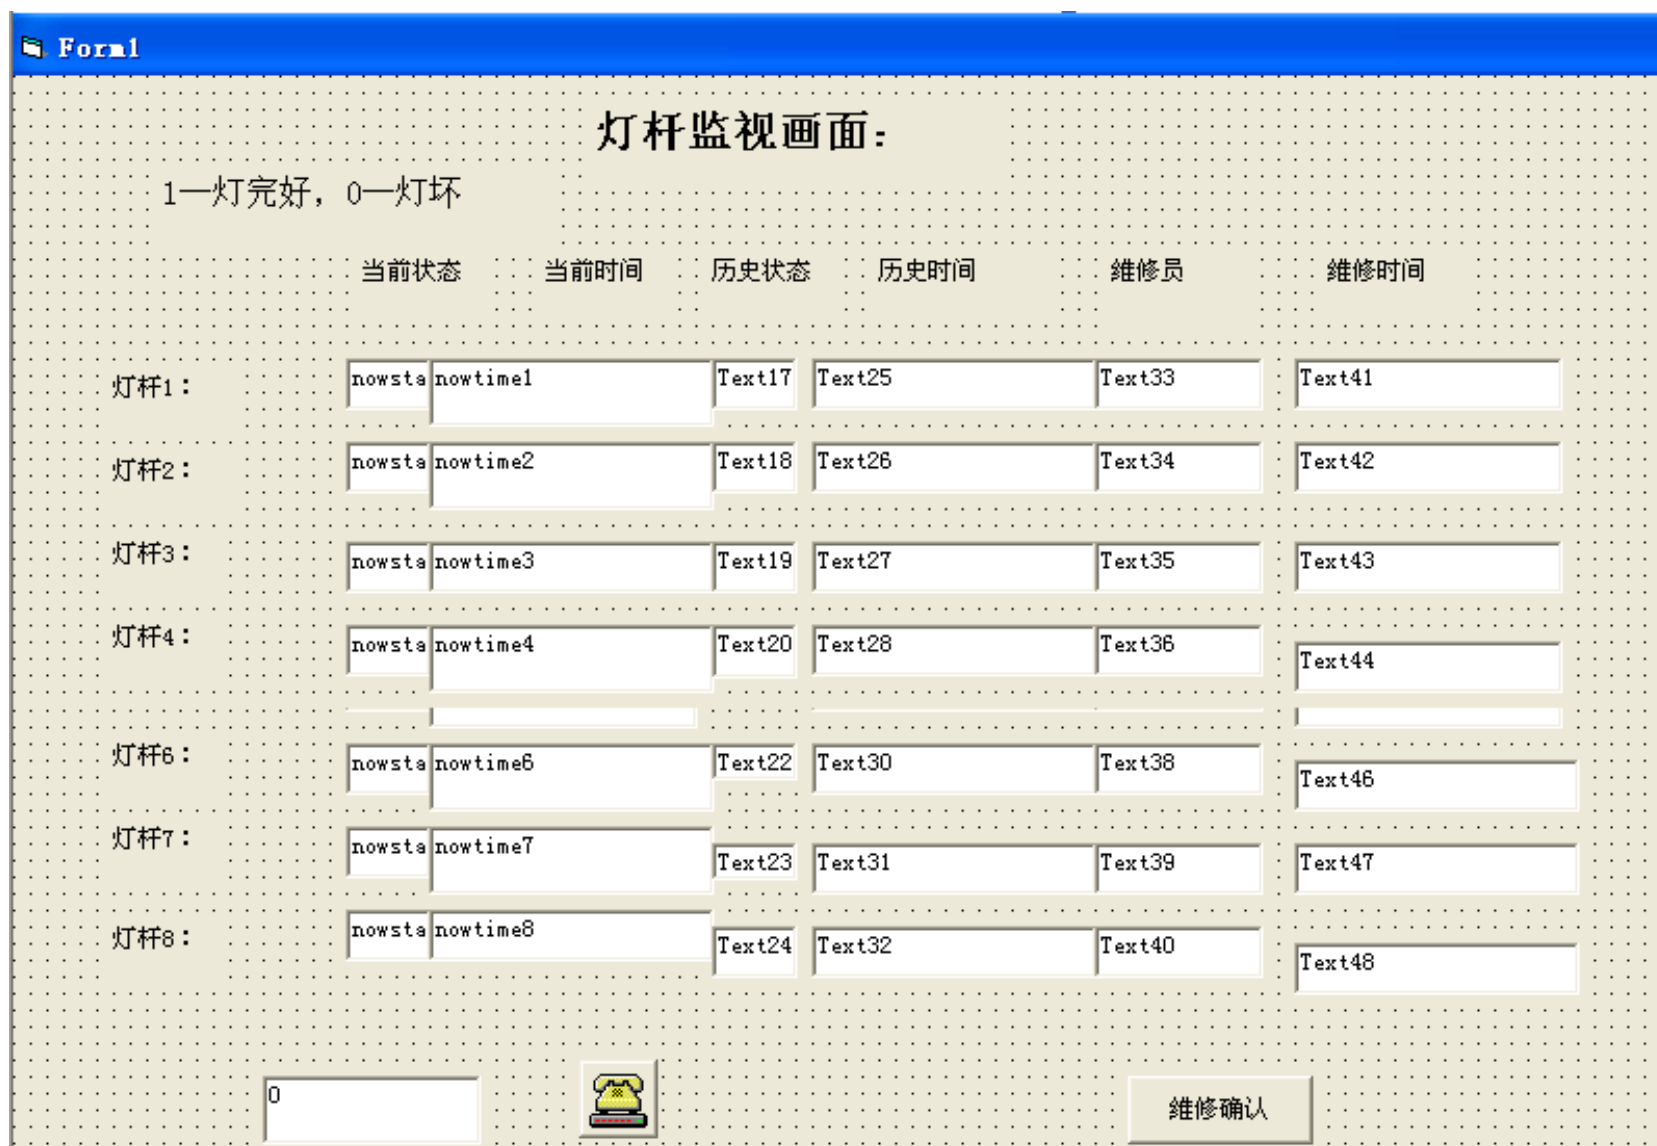 Form1
灯杆监视画面:
1—灯完好，0—灯坏
当前状态 当前时间 历史状态 历史时间 维修员 维修时间
灯杆1： nowsta nowtime1 Text17 Text25 Text33 Text41
灯杆2： nowsta nowtime2 Text18 Text26 Text34 Text42
灯杆3： nowsta nowtime3 Text19 Text27 Text35 Text43
灯杆4： nowsta nowtime4 Text20 Text28 Text36 Text44
灯杆6： nowsta nowtime6 Text22 Text30 Text38 Text46
灯杆7： nowsta nowtime7 Text23 Text31 Text39 Text47
灯杆8： nowsta nowtime8 Text24 Text32 Text40 Text48
0 维修确认